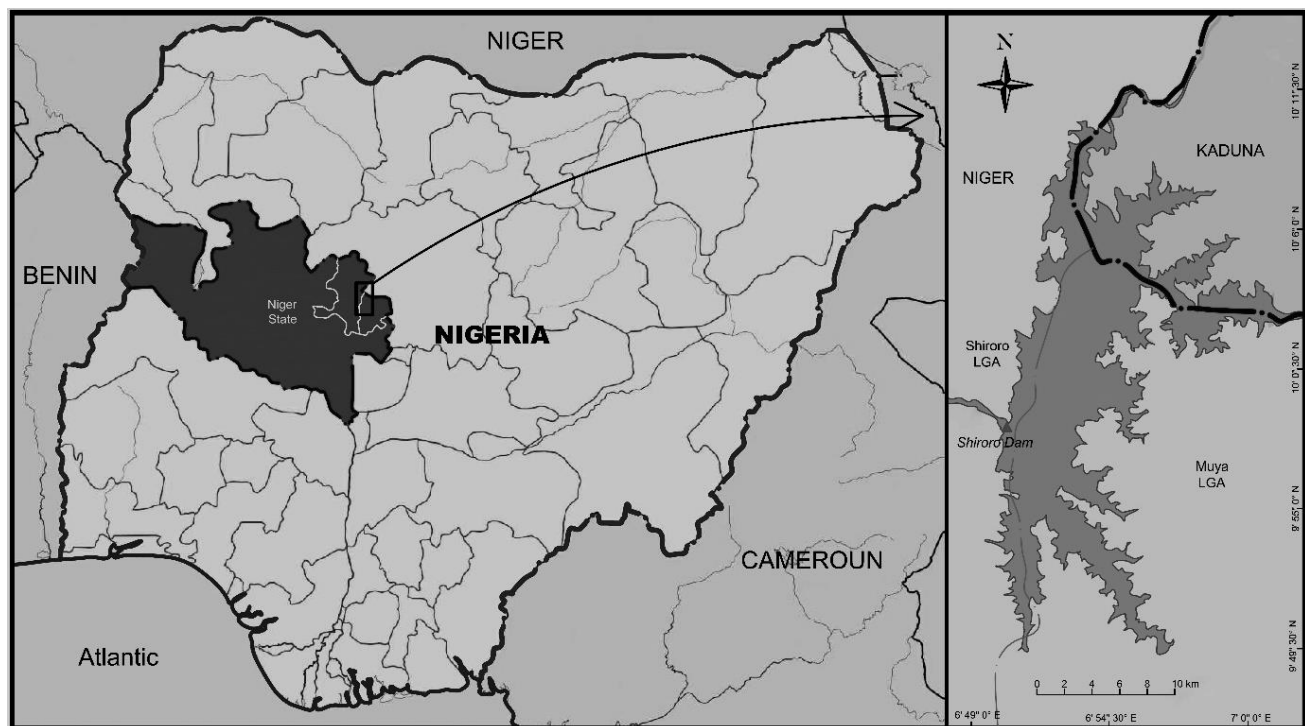 NIGER
BENIN
Niger
State
NIGERIA
CAMEROUN
Atlantic
N
NIGER
KADUNA
Shiroro
LGA
Shiroro Dam
Muya
LGA
10° 11' 30" N
10° 6' 0" N
10° 0' 30" N
9° 55' 0" N
9° 49' 30" N
0 2 4 6 8 10 km
6° 49' 0" E 6° 54' 30" E 7° 0' 0" E